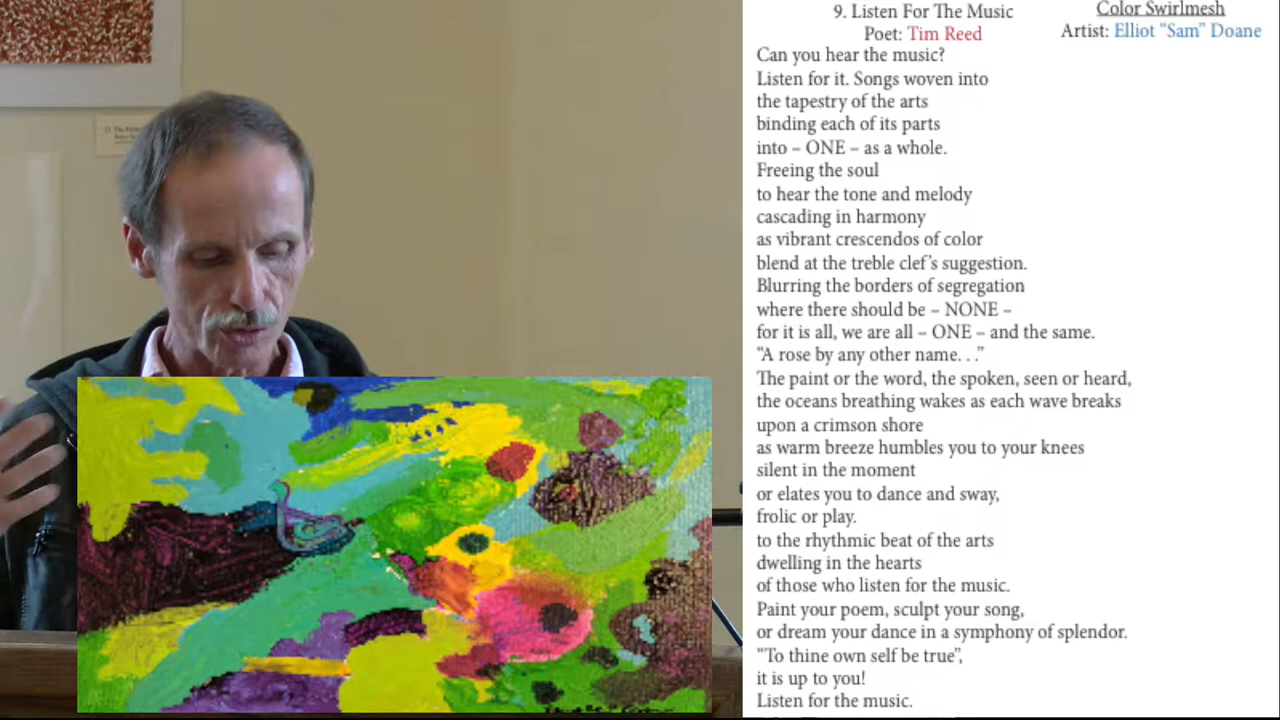 9. Listen For The Music
Poet: Tim Reed
Color Swirlmesh
Artist: Elliot "Sam" Doane
Can you hear the music?
Listen for it. Songs woven into
the tapestry of the arts
binding each of its parts
into – ONE – as a whole.
Freeing the soul
to hear the tone and melody
cascading in harmony
as vibrant crescendos of color
blend at the treble clef's suggestion.
Blurring the borders of segregation
where there should be – NONE –
for it is all, we are all – ONE – and the same.
"A rose by any other name. . ."
The paint or the word, the spoken, seen or heard,
the oceans breathing wakes as each wave breaks
upon a crimson shore
as warm breeze humbles you to your knees
silent in the moment
or elates you to dance and sway,
frolic or play.
to the rhythmic beat of the arts
dwelling in the hearts
of those who listen for the music.
Paint your poem, sculpt your song,
or dream your dance in a symphony of splendor.
"To thine own self be true",
it is up to you!
Listen for the music.